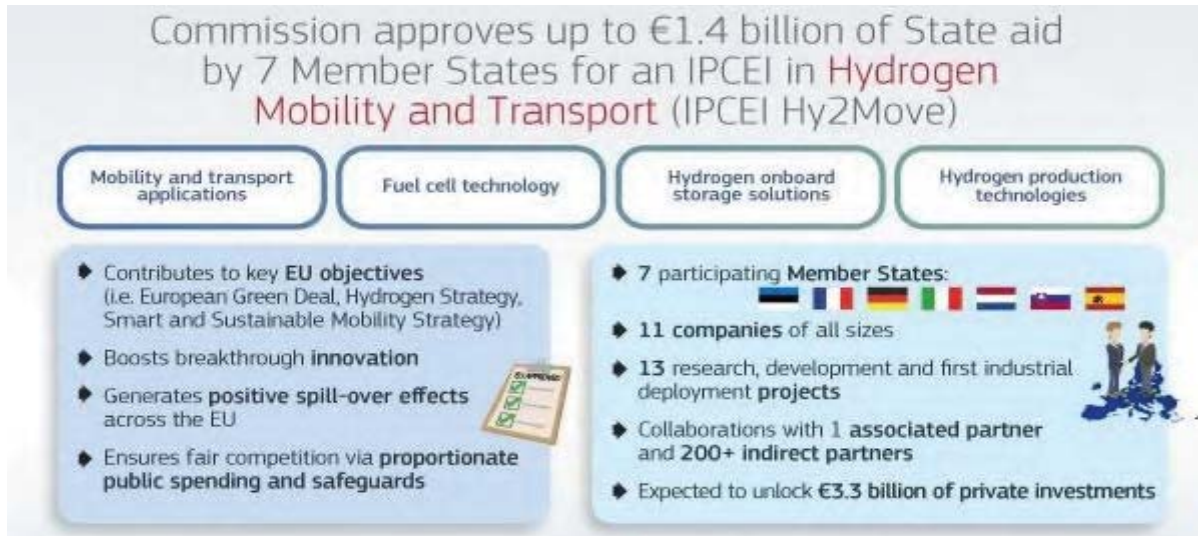 Commission approves up to €1.4 billion of State aid
by 7 Member States for an IPCEI in Hydrogen
Mobility and Transport (IPCEI Hy2Move)
Mobility and transport
applications
Fuel cell technology
Hydrogen onboard
storage solutions
Hydrogen production
technologies
Contributes to key EU objectives
(i.e. European Green Deal, Hydrogen Strategy,
Smart and Sustainable Mobility Strategy)
Boosts breakthrough innovation
Generates positive spill-over effects
across the EU
Ensures fair competition via proportionate
public spending and safeguards
7 participating Member States:
11 companies of all sizes
13 research, development and first industrial
deployment projects
Collaborations with 1 associated partner
and 200+ indirect partners
Expected to unlock €3.3 billion of private investments